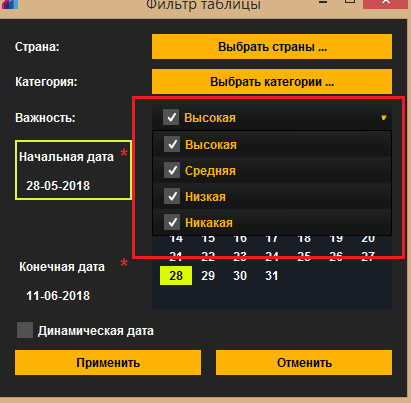 Фильтр таблицы
Страна: Выбрать страны ...
Категория: Выбрать категории ...
Важность: Высокая
Высокая
Средняя
Низкая
Никакая
Начальная дата *
28-05-2018
14 15 16 17 18 19 20
21 22 23 24 25 26 27
28 29 30 31
Конечная дата *
11-06-2018
Динамическая дата
Применить Отменить